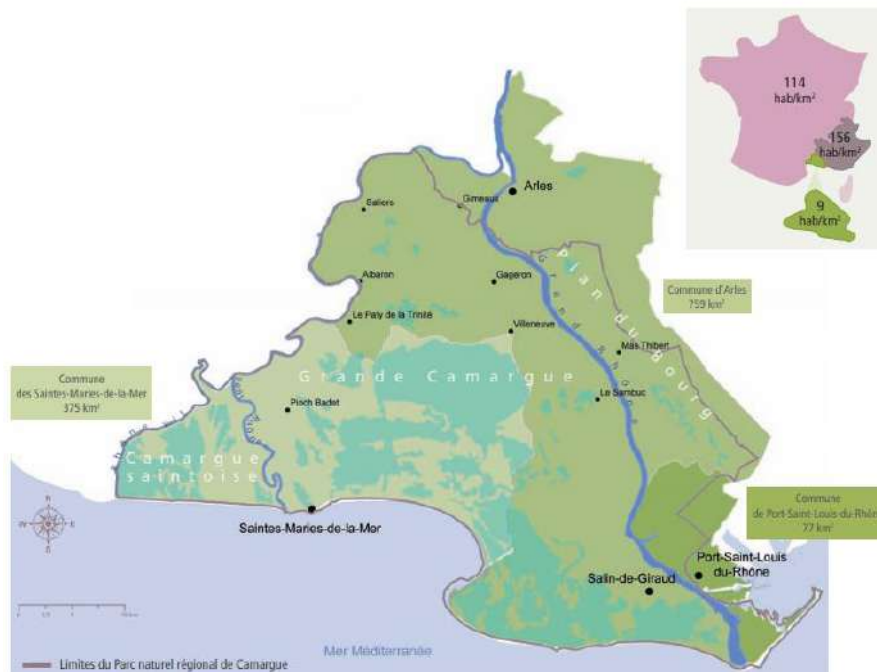 114
hab/km²
156
hab/km²
9
hab/km²
Arles
Saliers
Gimeaux
Albaron
Gageron
Commune d'Arles
759 km²
Le Paty de la Trinité
Villeneuve
Mas Thibert
Plan du Bourg
Grand Rhône
Grande Camargue
Commune
des Saintes-Maries-de-la-Mer
375 km²
Pioch Badet
Le Sambuc
Petit Rhône
Camargue
saintoise
Saintes-Maries-de-la-Mer
Commune
de Port-Saint-Louis-du-Rhône
77 km²
Port-Saint-Louis
du-Rhône
Salin-de-Giraud
Mer Méditerranée
Limites du Parc naturel régional de Camargue